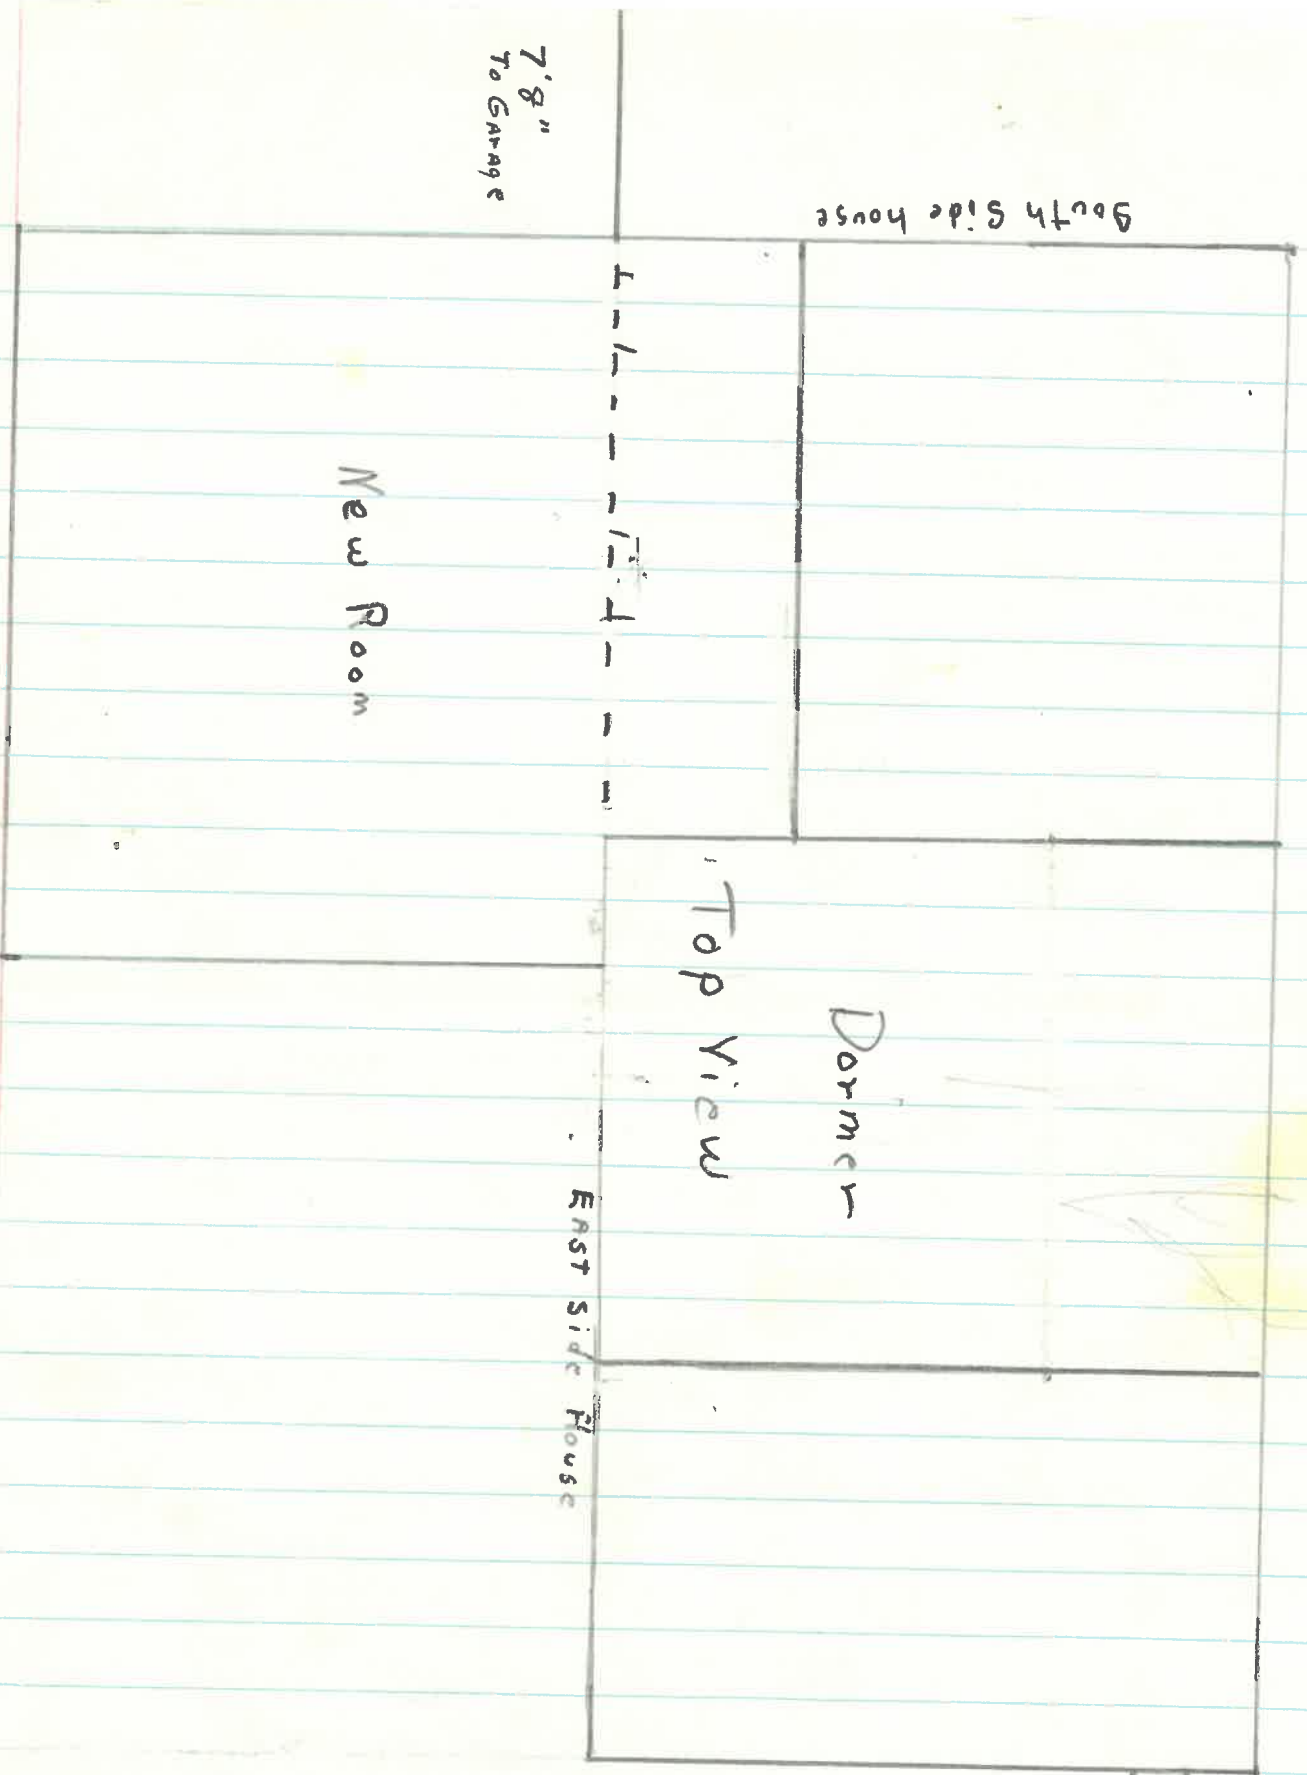 South Side house
7'8"
To Garage
New Room
Dormer
Top View
East Side House